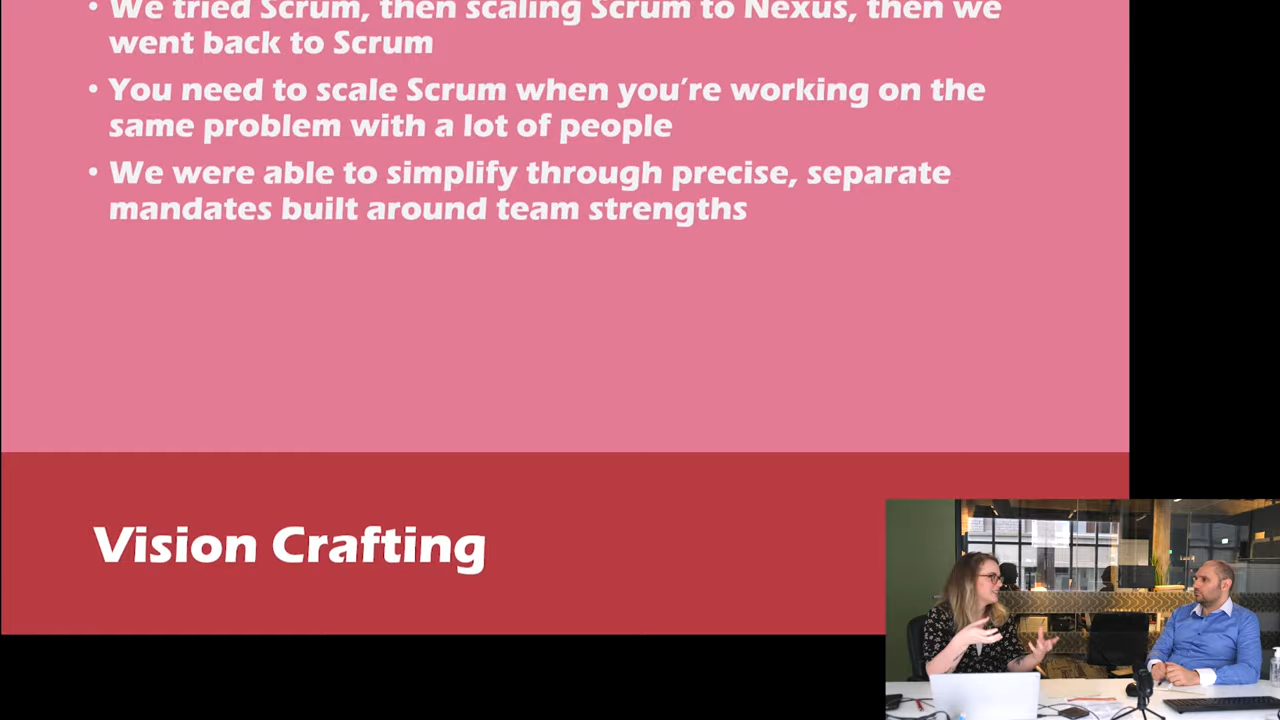 • We tried Scrum, then scaling Scrum to Nexus, then we
went back to Scrum
• You need to scale Scrum when you're working on the
same problem with a lot of people
• We were able to simplify through precise, separate
mandates built around team strengths
Vision Crafting